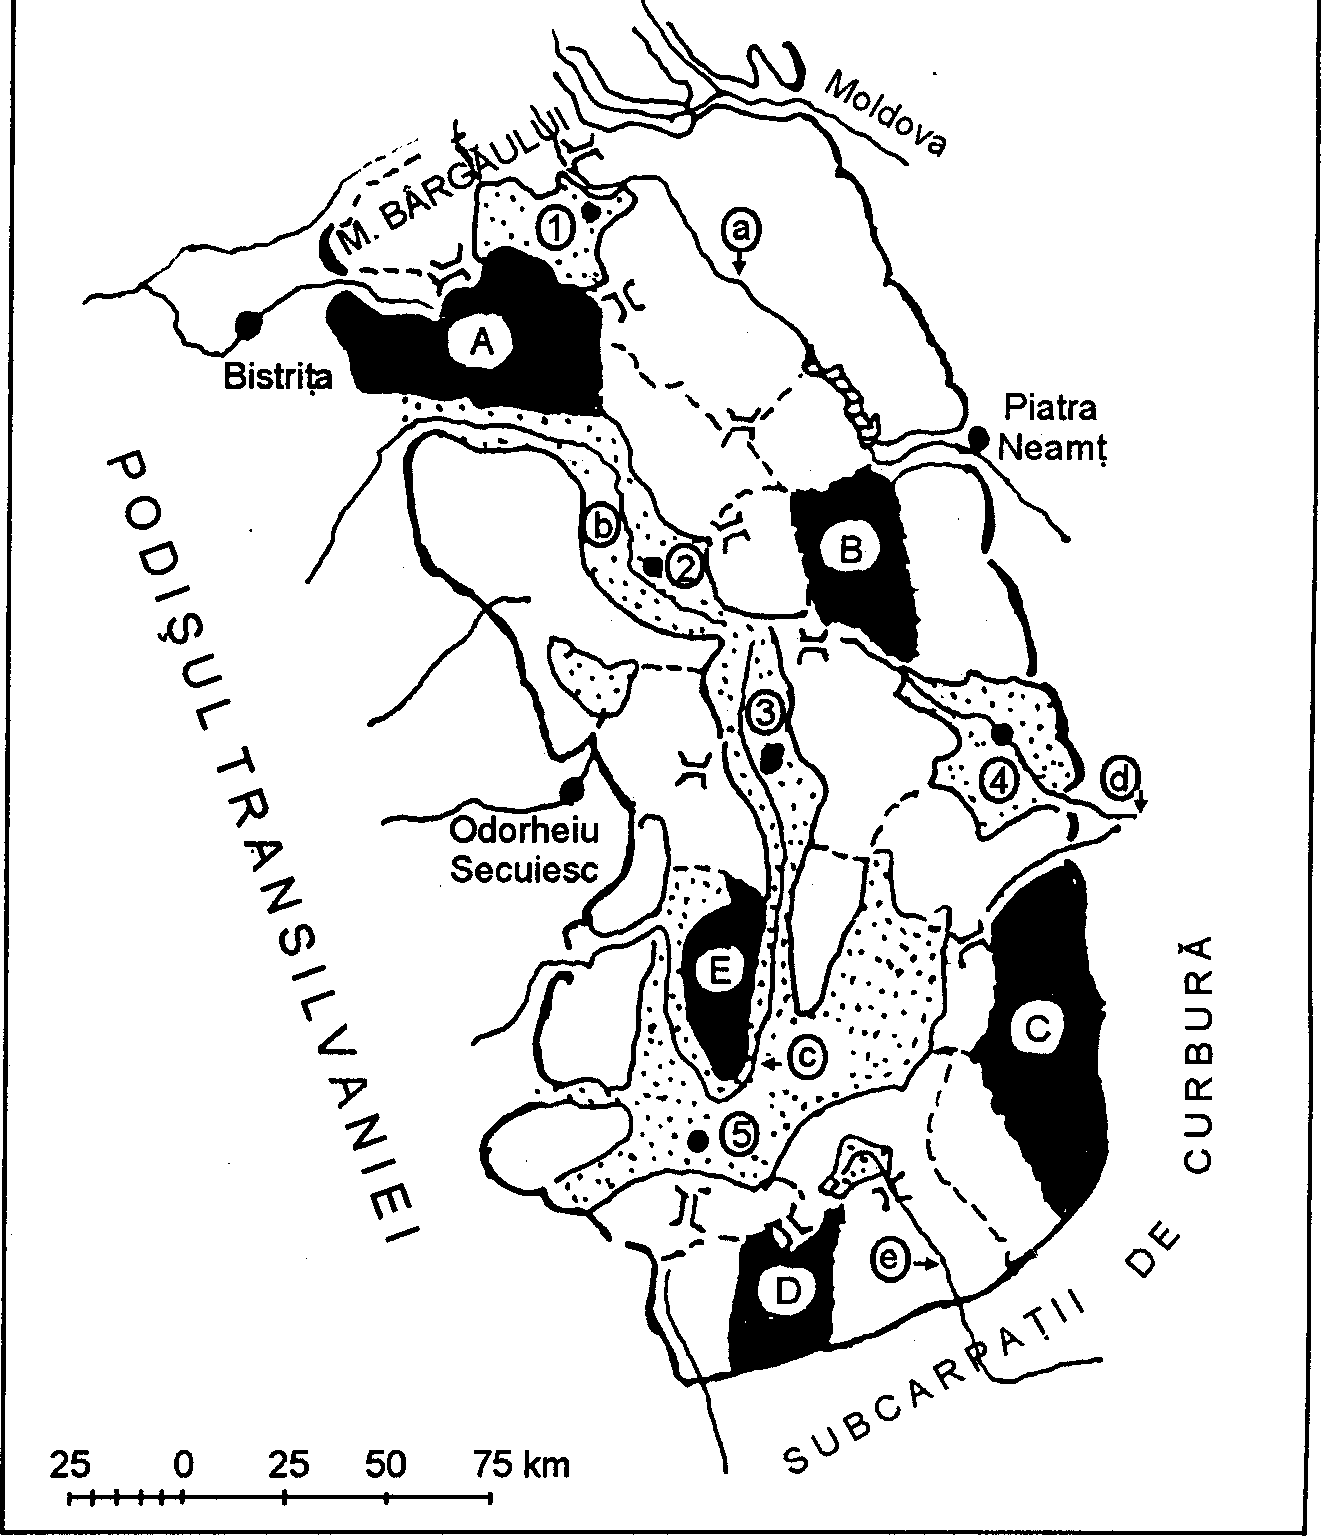 Moldova
M. BÂRGĂULUI
1
a
A
Bistrița
Piatra
Neamț
b
2
B
PODIȘUL TRANSILVANIEI
3
4
d
Odorheiu
Secuiesc
E
C
c
5
e
D
SUBCARPAȚII DE CURBURĂ
25 0 25 50 75 km